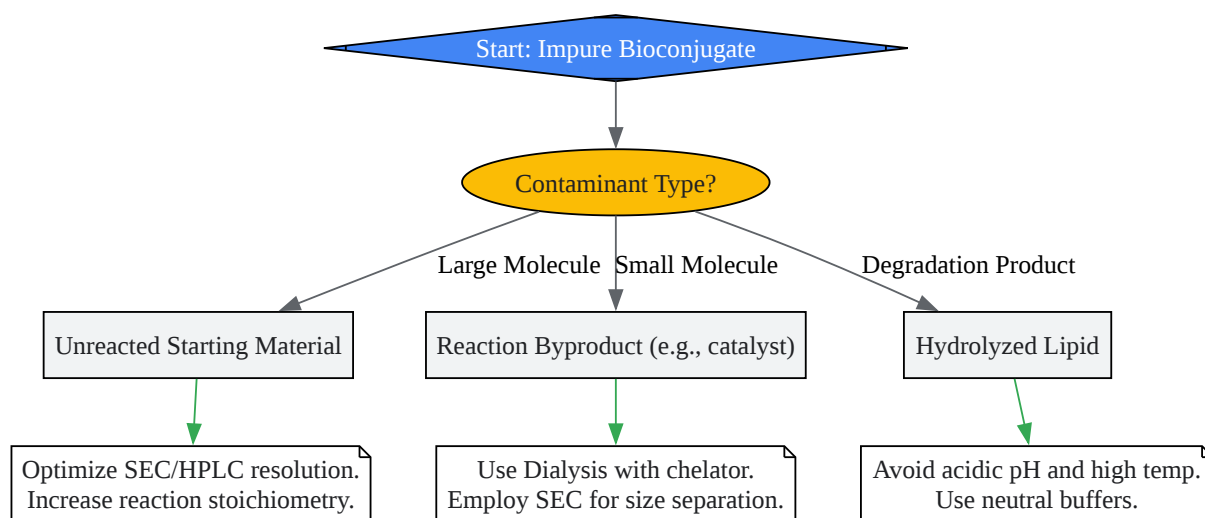 Start: Impure Bioconjugate
Contaminant Type?
Large Molecule
Small Molecule
Degradation Product
Unreacted Starting Material
Reaction Byproduct (e.g., catalyst)
Hydrolyzed Lipid
Optimize SEC/HPLC resolution.
Increase reaction stoichiometry.
Use Dialysis with chelator.
Employ SEC for size separation.
Avoid acidic pH and high temp.
Use neutral buffers.